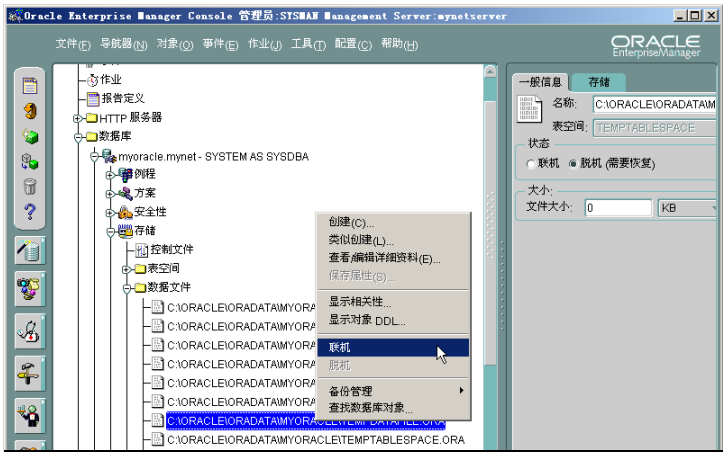 Oracle Enterprise Manager Console 管理员:SYSMAN Management Server:mynetserver
文件(F) 导航器(N) 对象(O) 事件(E) 作业(J) 工具(T) 配置(C) 帮助(H)
ORACLE
Enterprise Manager
作业
报告定义
HTTP 服务器
数据库
myoracle.mynet - SYSTEM AS SYSDBA
例程
方案
安全性
存储
控制文件
表空间
数据文件
C:\ORACLE\ORADATA\MYORA
C:\ORACLE\ORADATA\MYORA
C:\ORACLE\ORADATA\MYORA
C:\ORACLE\ORADATA\MYORA
C:\ORACLE\ORADATA\MYORA
C:\ORACLE\ORADATA\MYORA
C:\ORACLE\ORADATA\MYORACLE\TEMPDATAFILE.ORA
C:\ORACLE\ORADATA\MYORACLE\TEMPTABLESPACE.ORA
创建(C)...
类似创建(L)...
查看/编辑详细资料(E)...
保存属性(S)...
显示相关性...
显示对象 DDL...
联机
脱机
备份管理
查找数据库对象...
一般信息 存储
名称: C:\ORACLE\ORADATA\M
表空间: TEMPTABLESPACE
状态
联机 脱机 (需要恢复)
大小:
文件大小: 0 KB